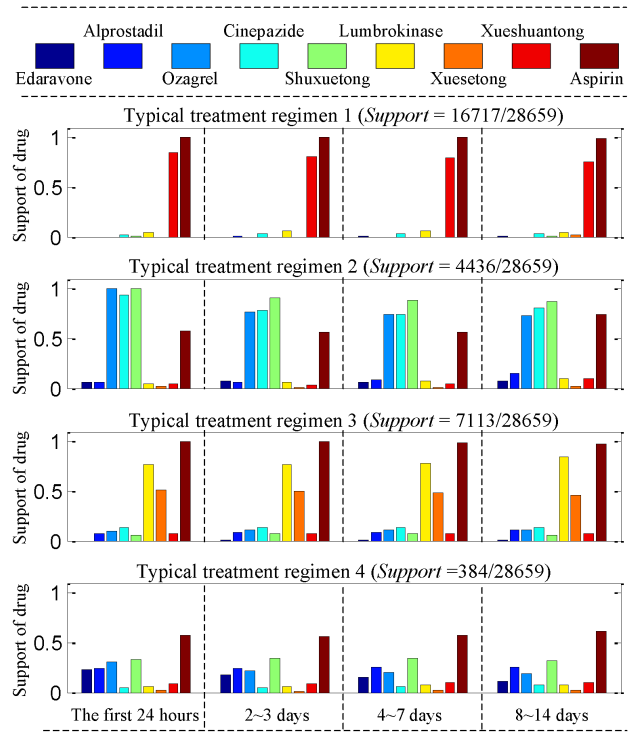 Alprostadil Cinepazide Lumbrokinase Xueshuantong
Edaravone Ozagrel Shuxuetong Xuesetong Aspirin
Typical treatment regimen 1 (Support = 16717/28659)
Support of drug
1
0.5
0
Typical treatment regimen 2 (Support = 4436/28659)
Support of drug
1
0.5
0
Typical treatment regimen 3 (Support = 7113/28659)
Support of drug
1
0.5
0
Typical treatment regimen 4 (Support =384/28659)
Support of drug
1
0.5
0
The first 24 hours 2~3 days 4~7 days 8~14 days